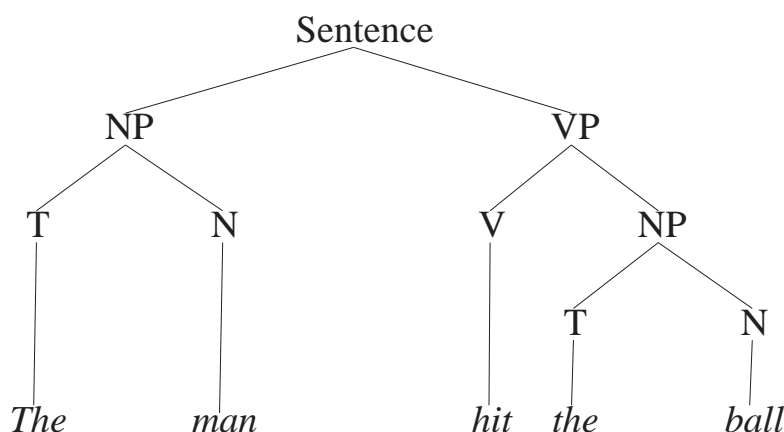 Sentence
NP VP
T N V NP
T N
The man hit the ball